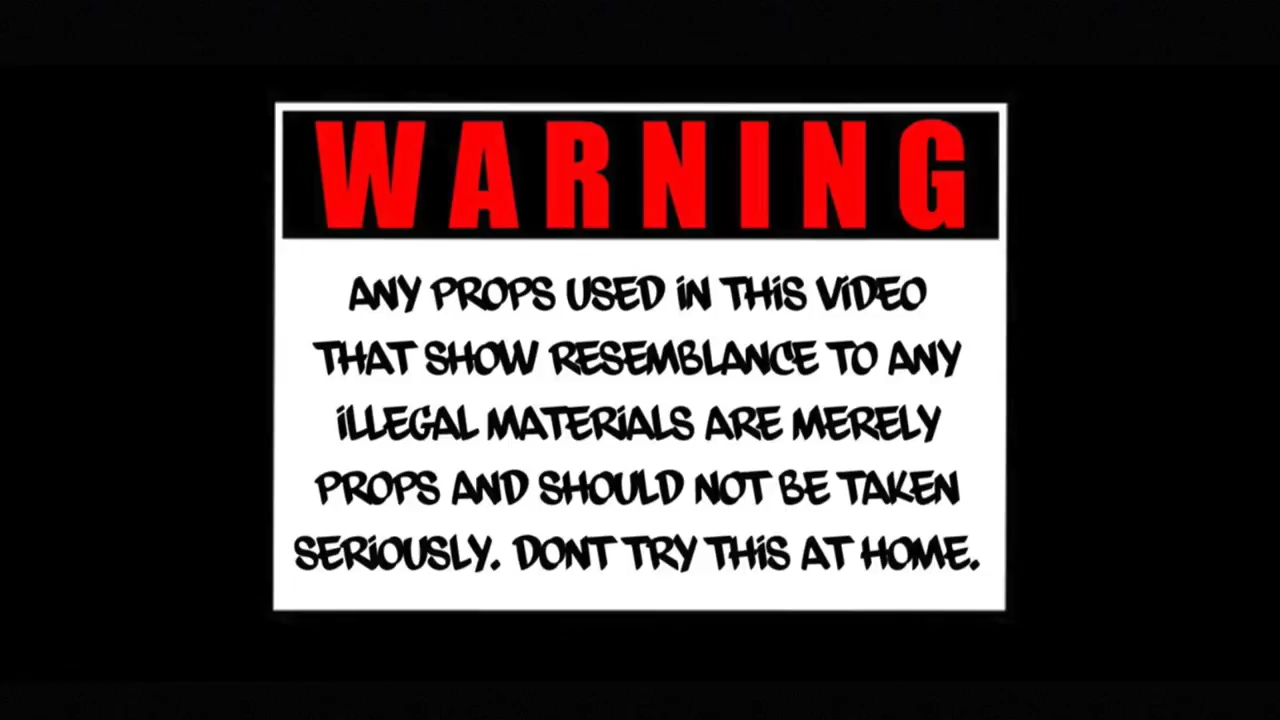 WARNING
ANY PROPS USED iN THiS ViDEO
THAT SHOW RESEMBLANCE TO ANY
iLLEGAL MATERiALS ARE MERELY
PROPS AND SHOULD NOT BE TAKEN
SERiOUSLY. DONT TRY THiS AT HOME.